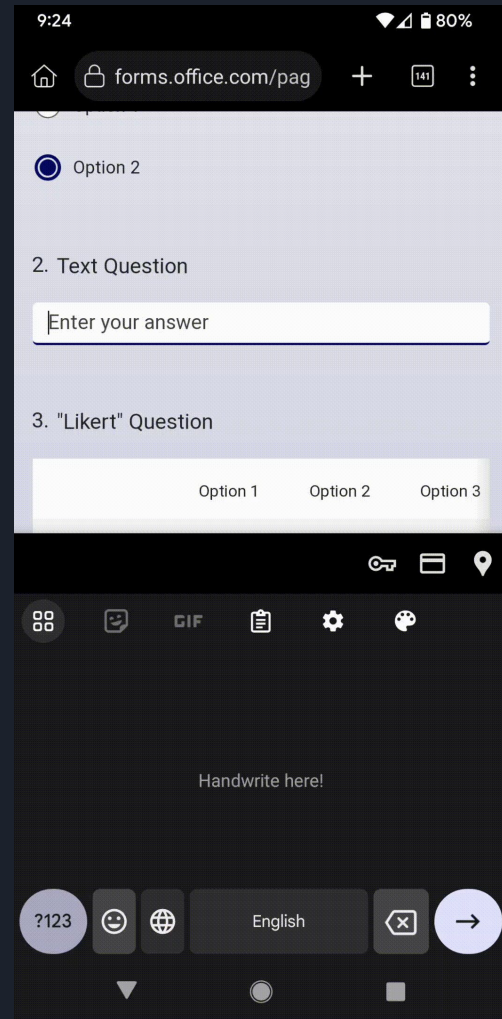 9:24
80%
forms.office.com/pag
141
Option 2
2. Text Question
Enter your answer
3. "Likert" Question
Option 1 Option 2 Option 3
GIF
Handwrite here!
?123
English